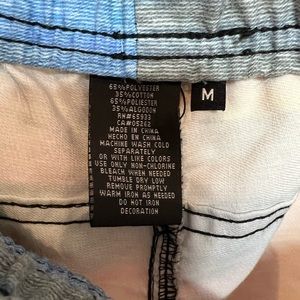 65%POLYESTER
35%COTTON
65%POLIESTER
35%ALGODON
RN#65933
CA#05262
MADE IN CHINA
HECHO EN CHINA
MACHINE WASH COLD
SEPARATELY
OR WITH LIKE COLORS
USE ONLY NON-CHLORINE
BLEACH WHEN NEEDED
TUMBLE DRY LOW
REMOVE PROMPTLY
WARM IRON AS NEEDED
DO NOT IRON
DECORATION
M